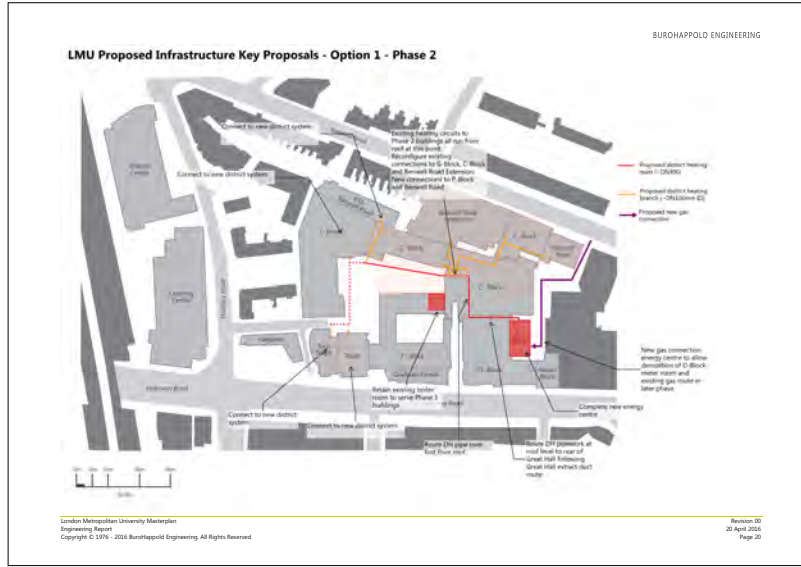 BUROHAPPOLD ENGINEERING
LMU Proposed Infrastructure Key Proposals - Option 1 - Phase 2
Connect to new district system
Existing heating circuits to
Phase 2 buildings all run from
roof at this point.
Reconfigure existing
connections to G-Block, C-Block
and Benwell Road Extension.
New connections to
and Benwell Road
Connect to new district system
Proposed district heating
main
Proposed district heating
branch
Proposed new gas
connection
Learning
Centre
Holloway Road
Graduate Centre
Retain existing boiler
room to serve Phase 3
buildings
New gas connection
energy centre to allow
demolition of D-Block
meter room and
existing gas route in
later phase
Complete new energy
centre
Connect to new district
system
Connect to new district system
Route DH pipe over
first floor roof
Route DH pipework at
roof level to rear of
Great Hall following
Great Hall extract duct
route
London Metropolitan University Masterplan
Engineering Report
Copyright © 1976 - 2016 BuroHappold Engineering. All Rights Reserved
Revision 00
20 April 2016
Page 20